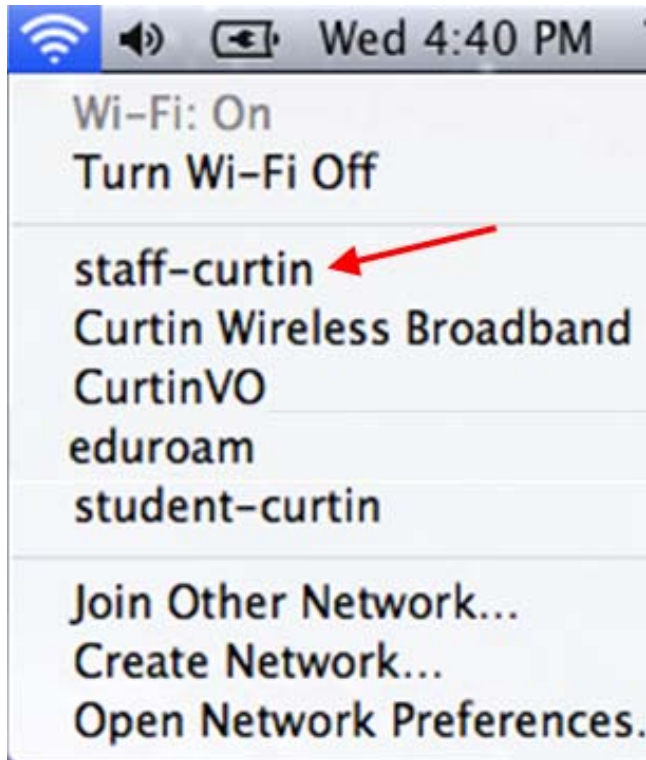 Wed 4:40 PM
Wi-Fi: On
Turn Wi-Fi Off
staff-curtin
Curtin Wireless Broadband
CurtinVO
eduroam
student-curtin
Join Other Network...
Create Network...
Open Network Preferences.